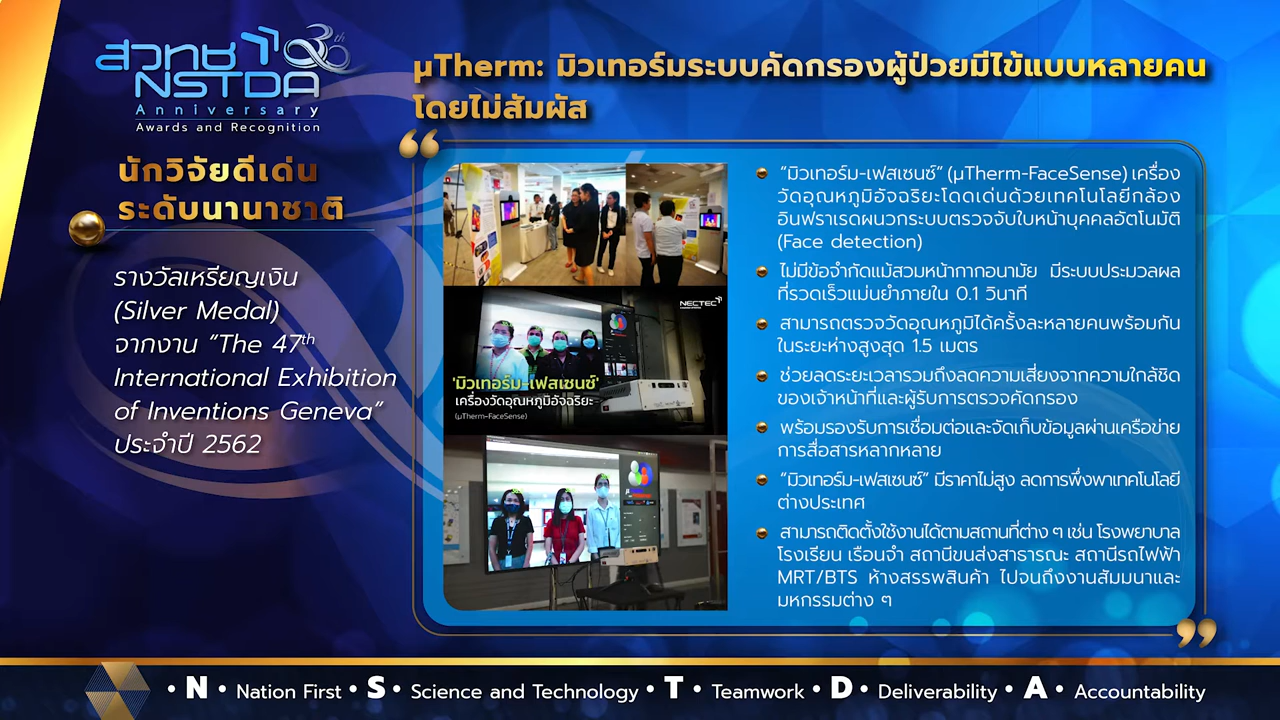 สวทช
NSTDA
30th
Anniversary
Awards and Recognition
นักวิจัยดีเด่น
ระดับนานาชาติ
รางวัลเหรียญเงิน
(Silver Medal)
จากงาน “The 47th
International Exhibition
of Inventions Geneva”
ประจำปี 2562
µTherm: มิวเทอร์มระบบคัดกรองผู้ป่วยมีไข้แบบหลายคน
โดยไม่สัมผัส
NECTEC
'มิวเทอร์ม-เฟสเซนซ์'
เครื่องวัดอุณหภูมิอัจฉริยะ
(µTherm-FaceSense)
“มิวเทอร์ม-เฟสเซนซ์” (µTherm-FaceSense) เครื่อง
วัดอุณหภูมิอัจฉริยะโดดเด่นด้วยเทคโนโลยีกล้อง
อินฟราเรดผนวกระบบตรวจจับใบหน้าบุคคลอัตโนมัติ
(Face detection)
ไม่มีข้อจำกัดแม้สวมหน้ากากอนามัย มีระบบประมวลผล
ที่รวดเร็วแม่นยำภายใน 0.1 วินาที
สามารถตรวจวัดอุณหภูมิได้ครั้งละหลายคนพร้อมกัน
ในระยะห่างสูงสุด 1.5 เมตร
ช่วยลดระยะเวลารวมถึงลดความเสี่ยงจากความใกล้ชิด
ของเจ้าหน้าที่และผู้รับการตรวจคัดกรอง
พร้อมรองรับการเชื่อมต่อและจัดเก็บข้อมูลผ่านเครือข่าย
การสื่อสารหลากหลาย
“มิวเทอร์ม-เฟสเซนซ์” มีราคาไม่สูง ลดการพึ่งพาเทคโนโลยี
ต่างประเทศ
สามารถติดตั้งใช้งานได้ตามสถานที่ต่าง ๆ เช่น โรงพยาบาล
โรงเรียน เรือนจำ สถานีขนส่งสาธารณะ สถานีรถไฟฟ้า
MRT/BTS ห้างสรรพสินค้า ไปจนถึงงานสัมมนาและ
มหกรรมต่าง ๆ
• N • Nation First • S • Science and Technology • T • Teamwork • D • Deliverability • A • Accountability